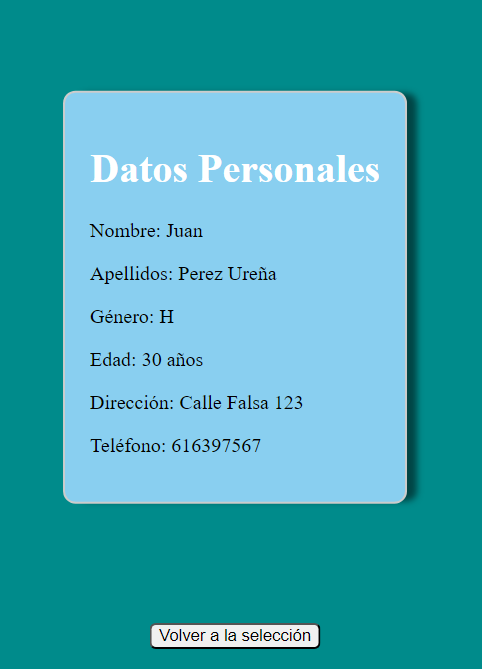 Datos Personales
Nombre: Juan
Apellidos: Perez Ureña
Género: H
Edad: 30 años
Dirección: Calle Falsa 123
Teléfono: 616397567
Volver a la selección